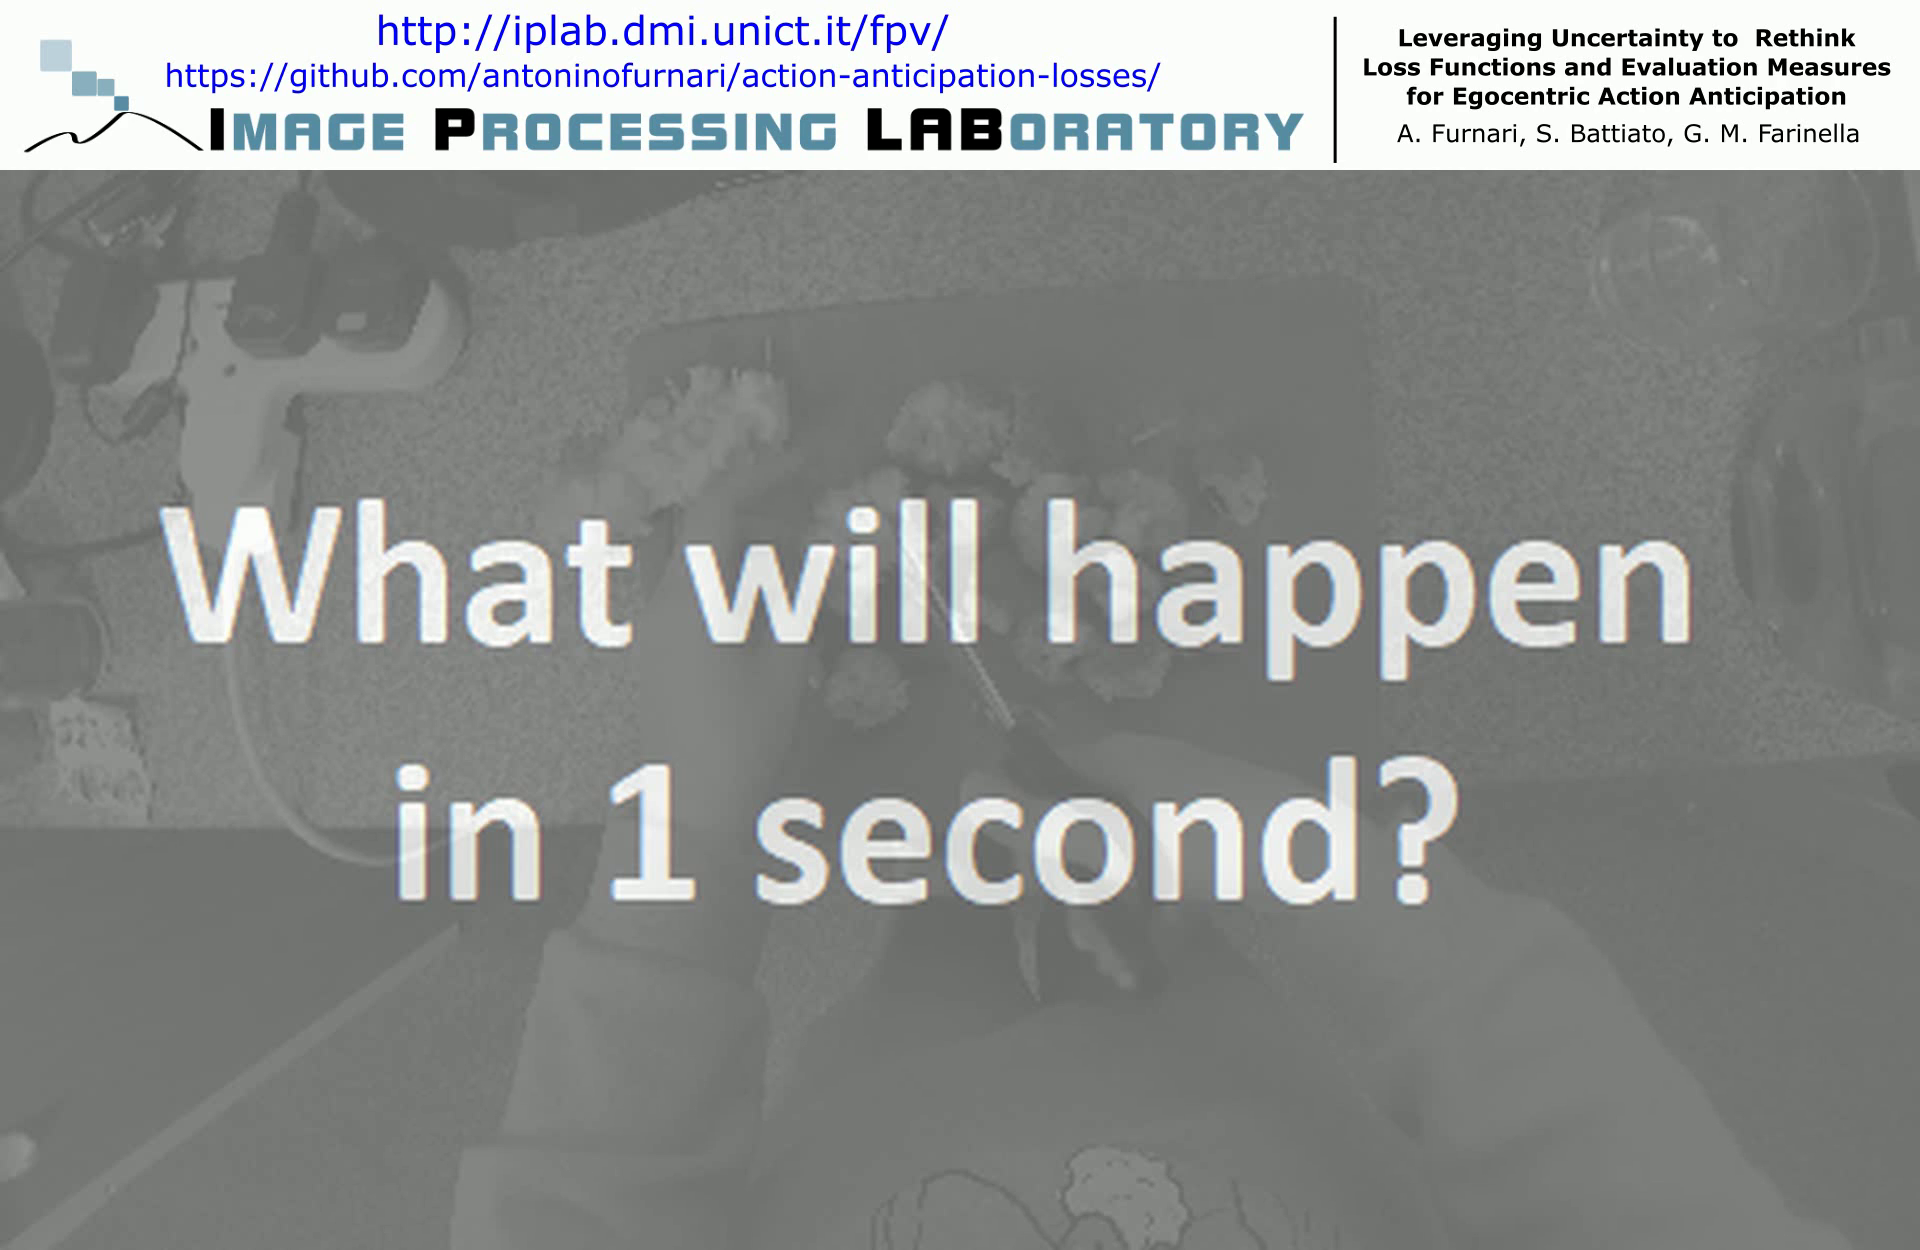 http://iplab.dmi.unict.it/fpv/
https://github.com/antoninofurnari/action-anticipation-losses/
IMAGE PROCESSING LABORATORY
Leveraging Uncertainty to Rethink
Loss Functions and Evaluation Measures
for Egocentric Action Anticipation
A. Furnari, S. Battiato, G. M. Farinella
What will happen
in 1 second?